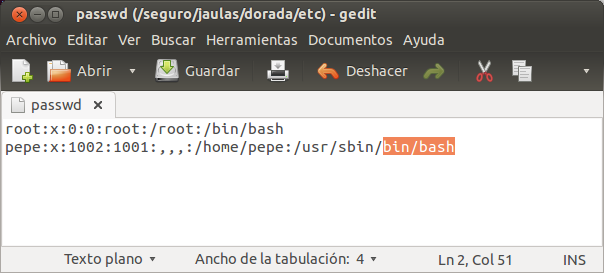 passwd (/seguro/jaulas/dorada/etc) - gedit
Archivo Editar Ver Buscar Herramientas Documentos Ayuda
Abrir Guardar Deshacer
passwd
root:x:0:0:root:/root:/bin/bash
pepe:x:1002:1001:,,,:/home/pepe:/usr/sbin/bin/bash
Texto plano Ancho de la tabulación: 4 Ln 2, Col 51 INS